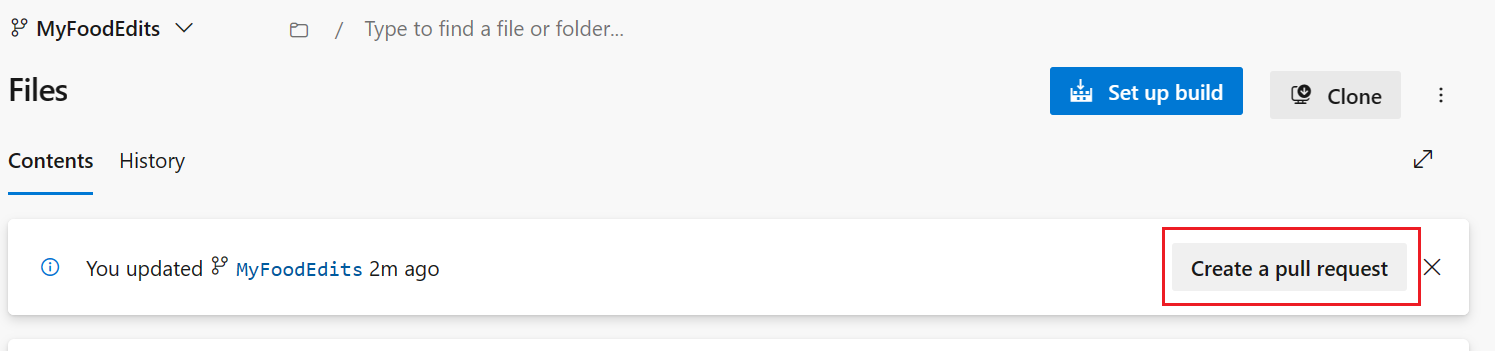 MyFoodEdits / Type to find a file or folder...
Files
Set up build Clone
Contents History
You updated MyFoodEdits 2m ago Create a pull request